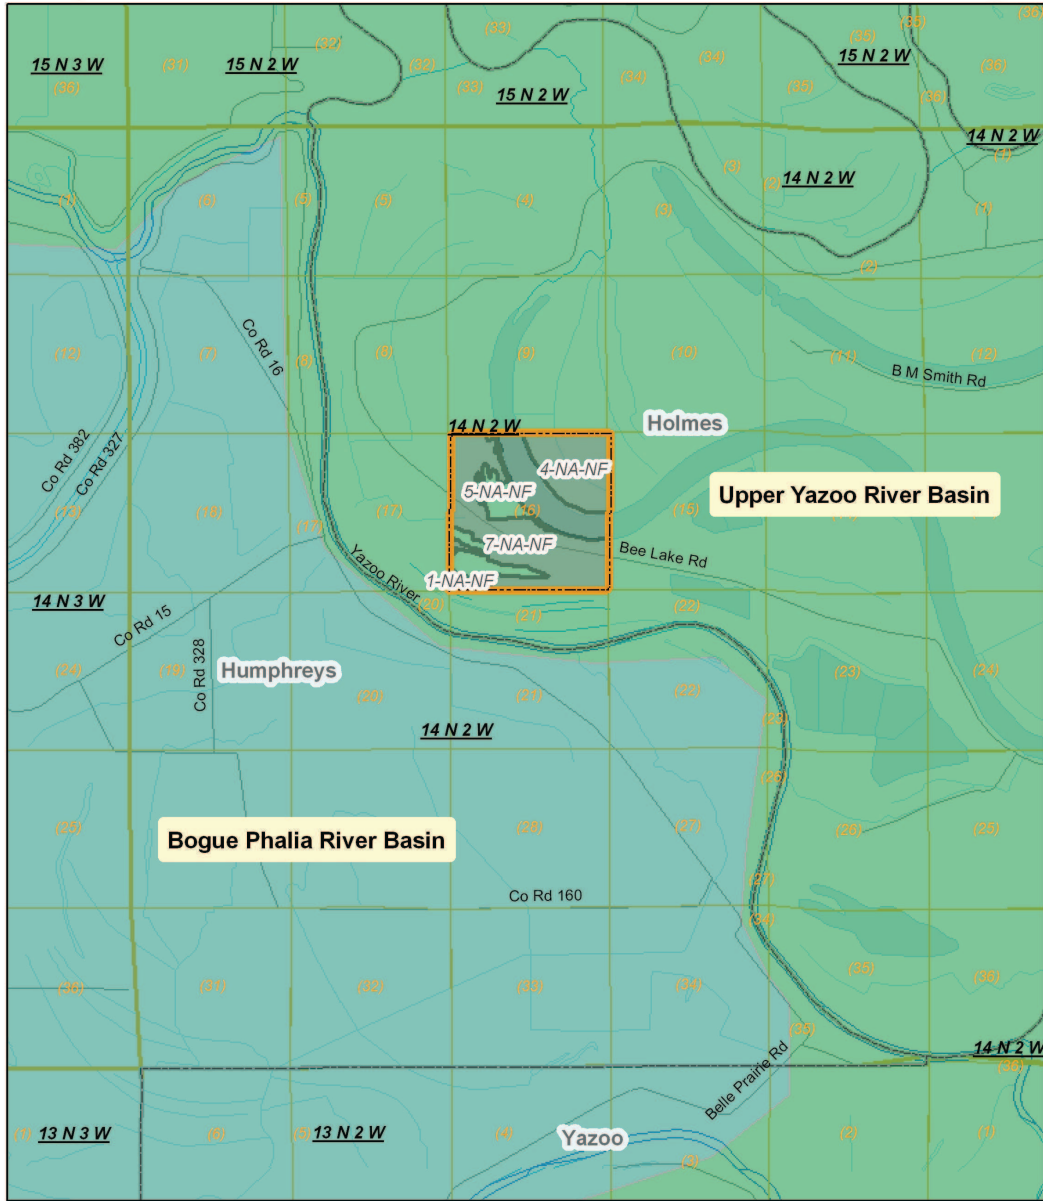 (32)
(33)
(35)
(36)
15 N 3 W
(31)
15 N 2 W
(32)
(34)
(35)
15 N 2 W
(36)
(36)
(33)
15 N 2 W
(34)
(35)
(36)
14 N 2 W
(1)
(3)
(2)
14 N 2 W
(1)
(6)
(5)
(5)
(4)
(3)
(1)
(2)
Co Rd 16
(12)
(7)
(8)
(8)
(9)
(10)
(11)
(12)
B M Smith Rd
14 N 2 W
Holmes
Co Rd 382
Co Rd 327
4-NA-NF
5-NA-NF
Upper Yazoo River Basin
(13)
(18)
(17)
(17)
(16)
(15)
7-NA-NF
Bee Lake Rd
Yazoo River
1-NA-NF
14 N 3 W
Co Rd 15
(20)
(21)
(22)
Co Rd 328
(24)
(19)
Humphreys
(20)
(21)
(22)
(23)
(24)
(23)
14 N 2 W
(26)
(25)
Bogue Phalia River Basin
(28)
(27)
(26)
(25)
(27)
Co Rd 160
(34)
(36)
(31)
(32)
(33)
(34)
(35)
(36)
(35)
14 N 2 W
(36)
Belle Prairie Rd
(1)
13 N 3 W
(6)
(5)
13 N 2 W
(4)
Yazoo
(3)
(2)
(1)